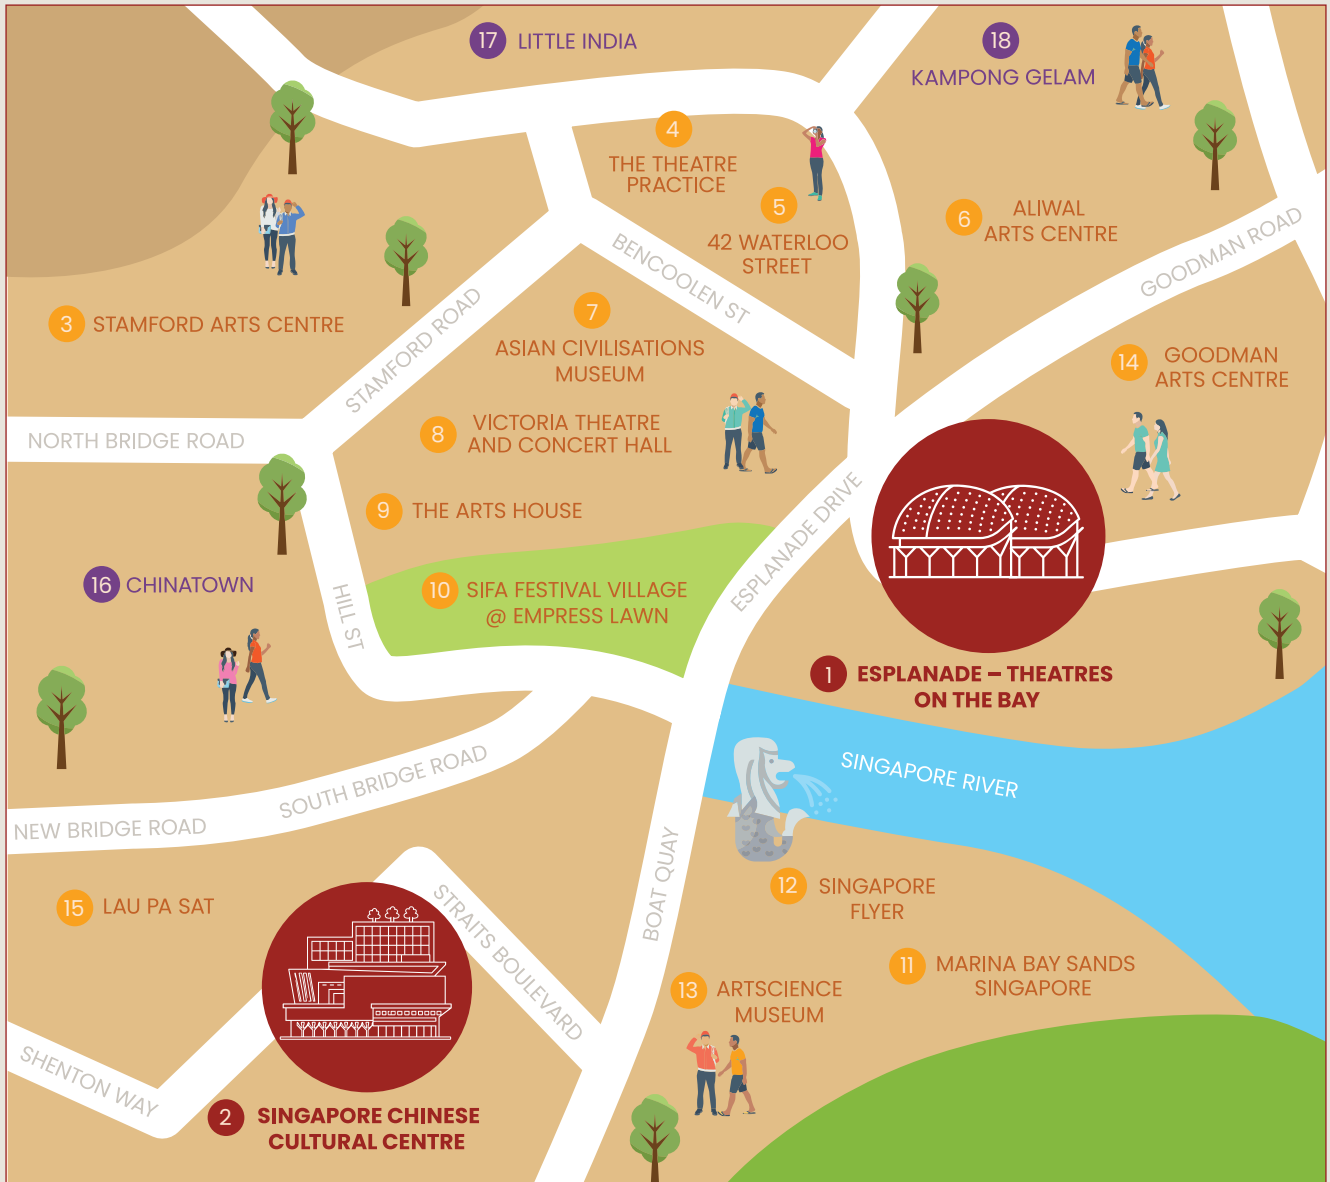 17 LITTLE INDIA
18
KAMPONG GELAM
4
THE THEATRE
PRACTICE
5
42 WATERLOO
STREET
6 ALIWAL
ARTS CENTRE
GOODMAN ROAD
BENCOOLEN ST
3 STAMFORD ARTS CENTRE
STAMFORD ROAD
7
ASIAN CIVILISATIONS
MUSEUM
14 GOODMAN
ARTS CENTRE
NORTH BRIDGE ROAD
8 VICTORIA THEATRE
AND CONCERT HALL
9 THE ARTS HOUSE
ESPLANADE DRIVE
16 CHINATOWN
HILL ST
10 SIFA FESTIVAL VILLAGE
@ EMPRESS LAWN
1 ESPLANADE – THEATRES
ON THE BAY
SINGAPORE RIVER
SOUTH BRIDGE ROAD
NEW BRIDGE ROAD
BOAT QUAY
12 SINGAPORE
FLYER
15 LAU PA SAT
STRAITS BOULEVARD
11 MARINA BAY SANDS
SINGAPORE
13 ARTSCIENCE
MUSEUM
SHENTON WAY
2 SINGAPORE CHINESE
CULTURAL CENTRE